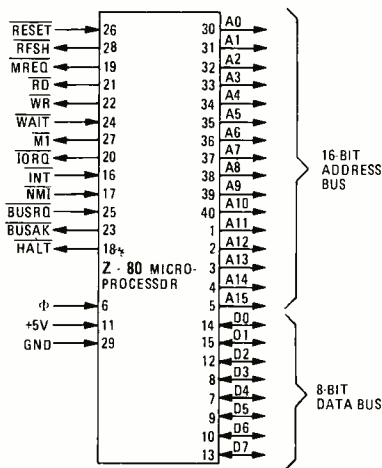 RESET 26 30 A0
RFSH 28 31 A1
MREQ 19 32 A2
RD 21 33 A3
WR 22 34 A4
WAIT 24 35 A5
M1 27 36 A6
IORQ 20 37 A7
INT 16 38 A8
NMI 17 39 A9
BUSRQ 25 40 A10
BUSAK 23 1 A11
HALT 18 2 A12
Z-80 MICRO-
PROCESSOR
3 A13
4 A14
Φ 6 5 A15
+5V 11 14 D0
GND 29 15 D1
12 D2
8 D3
7 D4
9 D5
10 D6
13 D7
16-BIT
ADDRESS
BUS
8-BIT
DATA BUS